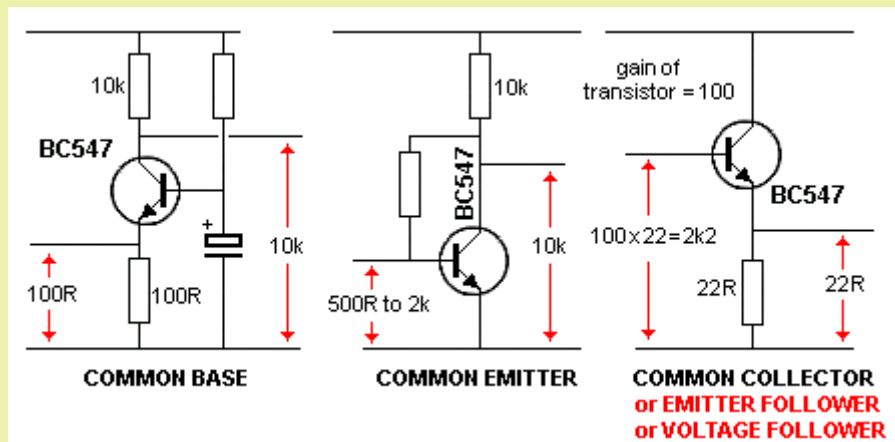 10k
BC547
+
100R
100R
10k
COMMON BASE
10k
BC547
500R to 2k
10k
COMMON EMITTER
gain of
transistor = 100
BC547
100x22=2k2
22R
22R
COMMON COLLECTOR
or EMITTER FOLLOWER
or VOLTAGE FOLLOWER